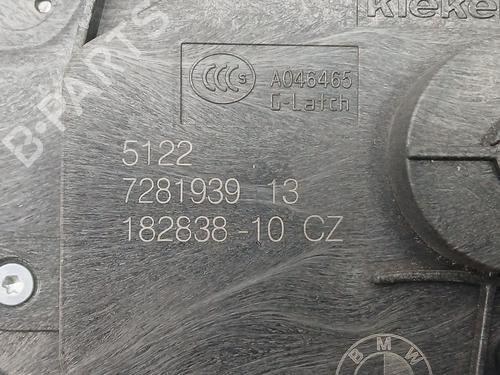 Kieke
CCC S
A046465
G-Latch
5122
7281939 13
182838-10 CZ
BMW
B-PARTS